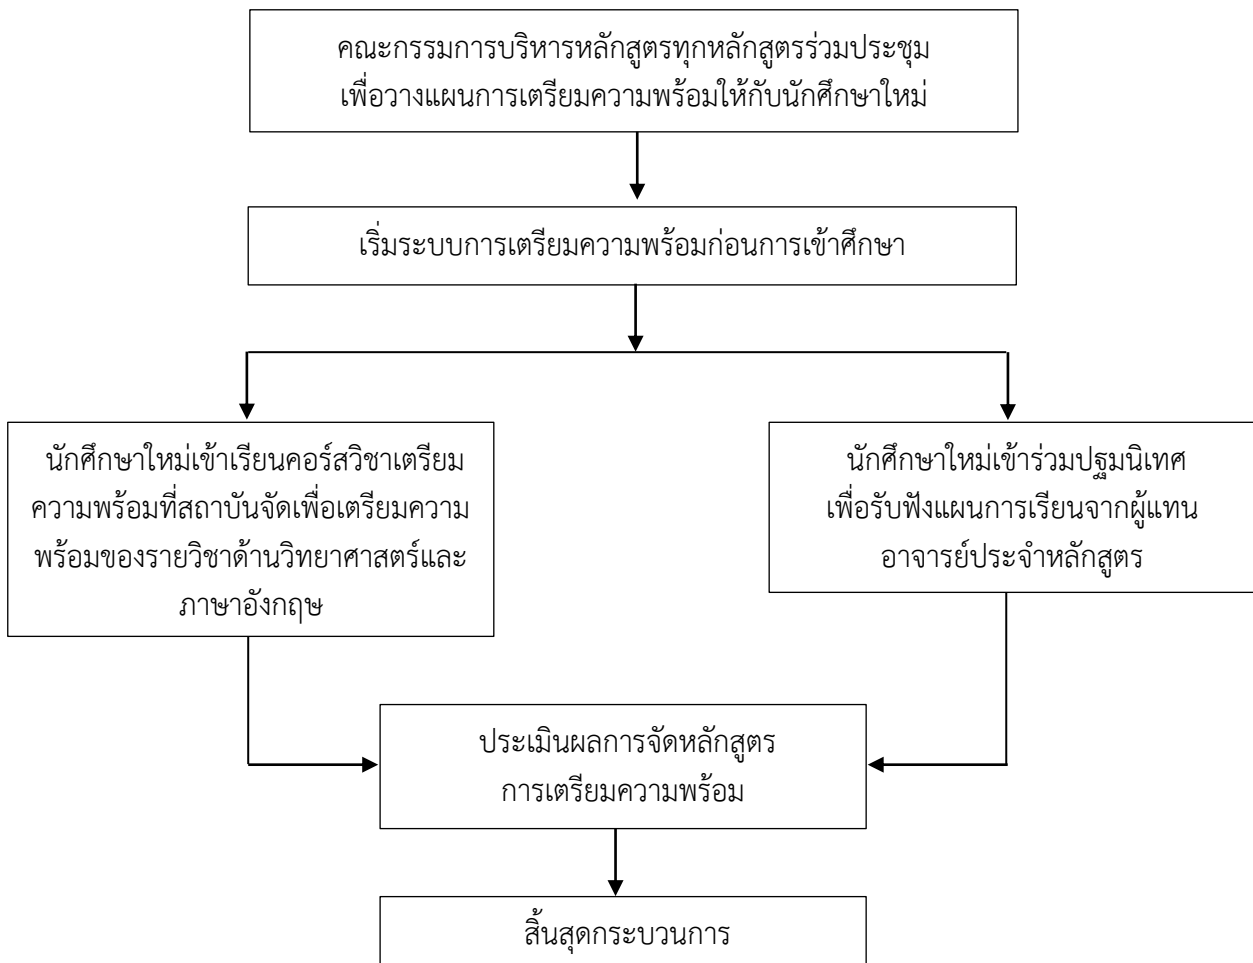 คณะกรรมการบริหารหลักสูตรทุกหลักสูตรร่วมประชุม
เพื่อวางแผนการเตรียมความพร้อมให้กับนักศึกษาใหม่
เริ่มระบบการเตรียมความพร้อมก่อนการเข้าศึกษา
นักศึกษาใหม่เข้าเรียนคอร์สวิชาเตรียม
ความพร้อมที่สถาบันจัดเพื่อเตรียมความ
พร้อมของรายวิชาด้านวิทยาศาสตร์และ
ภาษาอังกฤษ
นักศึกษาใหม่เข้าร่วมปฐมนิเทศ
เพื่อรับฟังแผนการเรียนจากผู้แทน
อาจารย์ประจำหลักสูตร
ประเมินผลการจัดหลักสูตร
การเตรียมความพร้อม
สิ้นสุดกระบวนการ